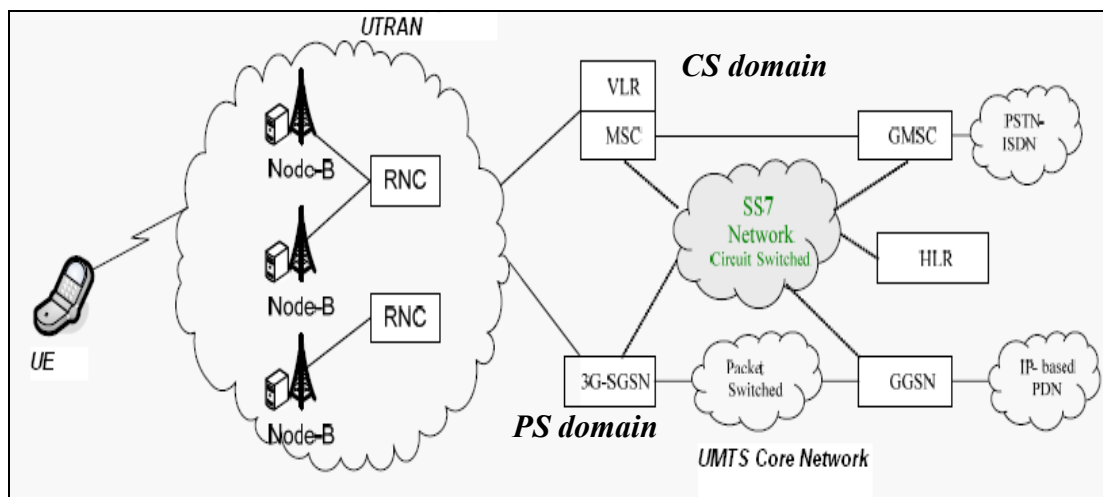 UTRAN
CS domain
VLR
MSC
GMSC
PSTN-
ISDN
Node-B
RNC
SS7
Network
Circuit Switched
HLR
Node-B
RNC
UE
3G-SGSN
Packet
Switched
GGSN
IP-based
PDN
Node-B
PS domain
UMTS Core Network